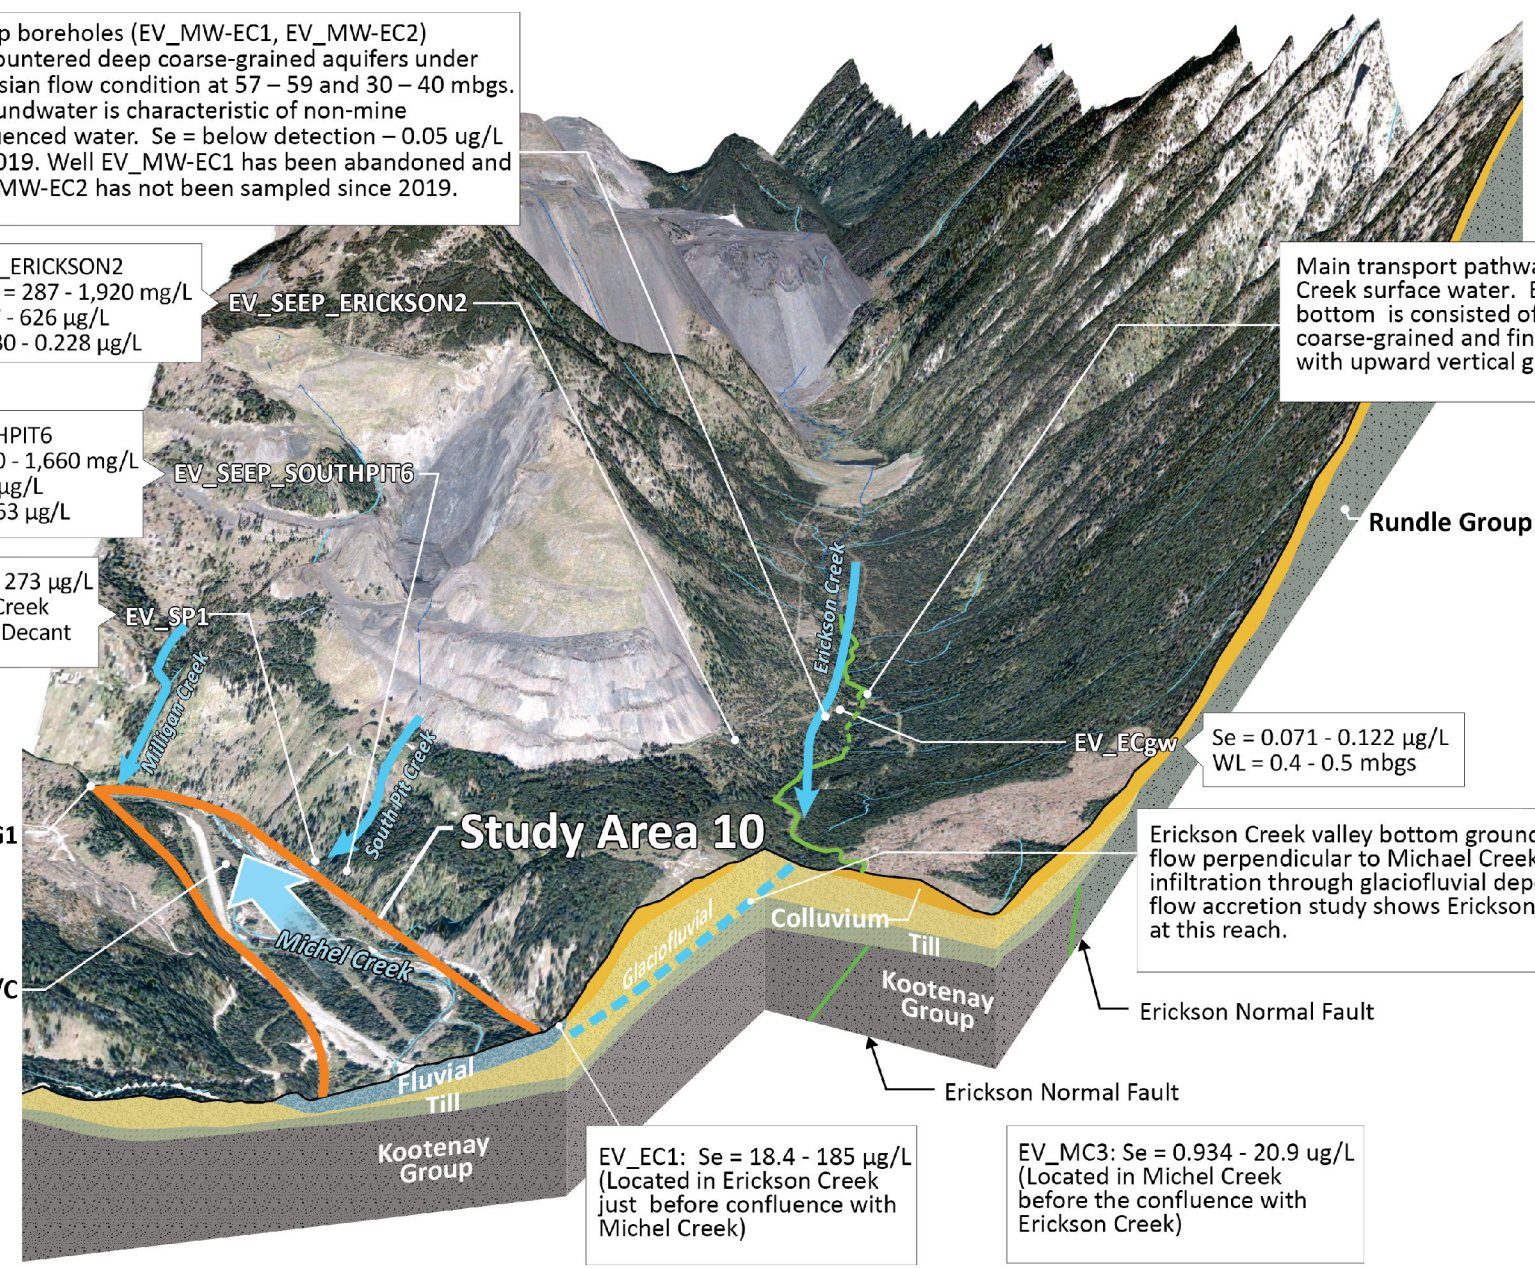 p boreholes (EV_MW-EC1, EV_MW-EC2)
ountered deep coarse-grained aquifers under
sian flow condition at 57 – 59 and 30 – 40 mbgs.
undwater is characteristic of non-mine
uenced water. Se = below detection – 0.05 ug/L
2019. Well EV_MW-EC1 has been abandoned and
MW-EC2 has not been sampled since 2019.
_ERICKSON2
= 287 - 1,920 mg/L
- 626 µg/L
30 - 0.228 µg/L
EV_SEEP_ERICKSON2
Main transport pathwa
Creek surface water. E
bottom is consisted of
coarse-grained and fin
with upward vertical g
HPIT6
0 - 1,660 mg/L
µg/L
63 µg/L
EV_SEEP_SOUTHPIT6
Rundle Group
273 µg/L
Creek
Decant
EV_SP1
Erickson Creek
Milligan Creek
South Pit Creek
EV_ECgw
Se = 0.071 - 0.122 µg/L
WL = 0.4 - 0.5 mbgs
G1
Study Area 10
Erickson Creek valley bottom ground
flow perpendicular to Michael Creek
infiltration through glaciofluvial dep
flow accretion study shows Erickson
at this reach.
Michel Creek
Glaciofluvial
Colluvium
Till
/C
Kootenay
Group
Erickson Normal Fault
Fluvial
Till
Erickson Normal Fault
Kootenay
Group
EV_EC1: Se = 18.4 - 185 µg/L
(Located in Erickson Creek
just before confluence with
Michel Creek)
EV_MC3: Se = 0.934 - 20.9 ug/L
(Located in Michel Creek
before the confluence with
Erickson Creek)